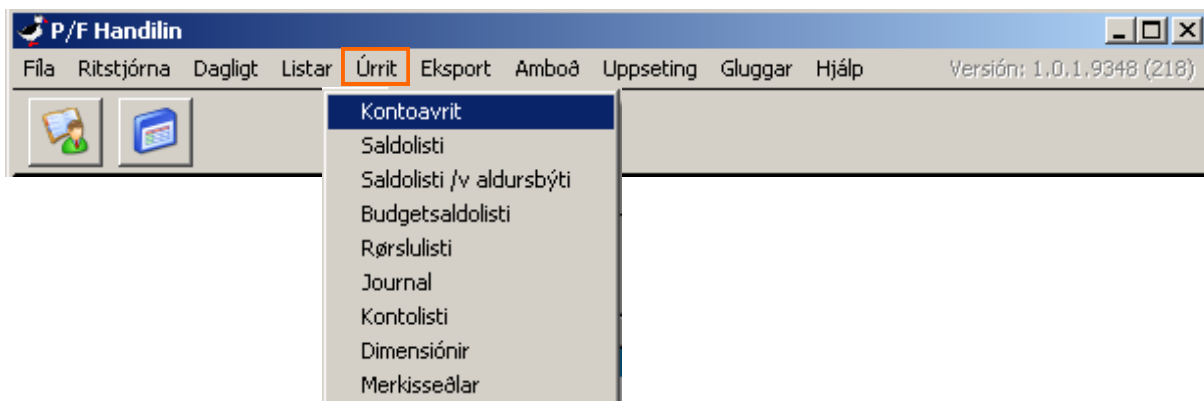 P/F Handilin
Fíla Ritstjórna Dagligt Listar Úrrit Eksport Amboð Uppseting Gluggar Hjálp Versión: 1.0.1.9348 (218)
Kontoavrit
Saldolisti
Saldolisti /v aldursbýti
Budgetsaldolisti
Rørslulisti
Journal
Kontolisti
Dimensiónir
Merkisseðlar